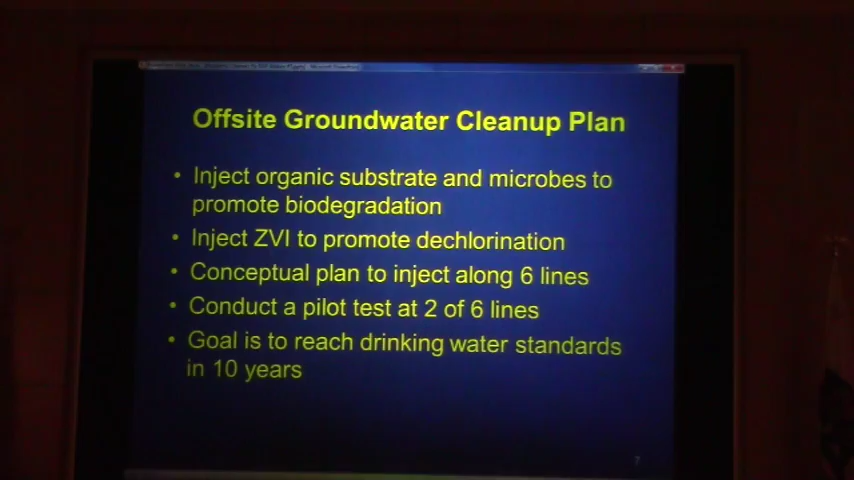 Offsite Groundwater Cleanup Plan
• Inject organic substrate and microbes to
promote biodegradation
• Inject ZVI to promote dechlorination
• Conceptual plan to inject along 6 lines
• Conduct a pilot test at 2 of 6 lines
• Goal is to reach drinking water standards
in 10 years
7